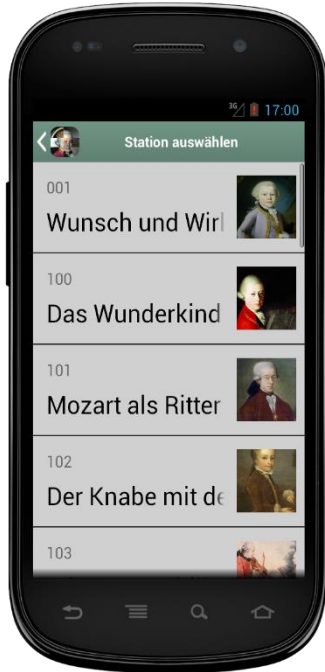 3G 17:00
Station auswählen
001
Wunsch und Wirl
100
Das Wunderkind
101
Mozart als Ritter
102
Der Knabe mit de
103